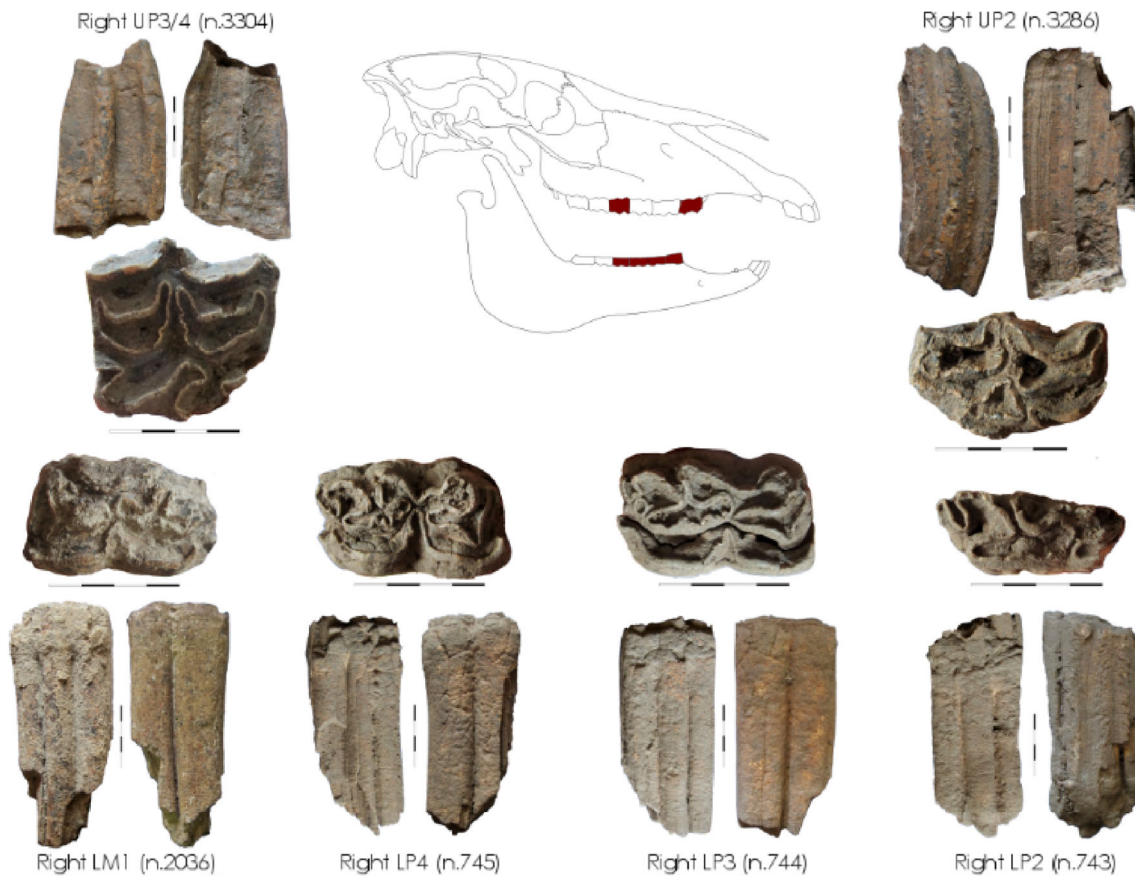 Right UP3/4 (n.3304)
Right UP2 (n.3286)
Right LM1 (n.2036)
Right LP4 (n.745)
Right LP3 (n.744)
Right LP2 (n.743)